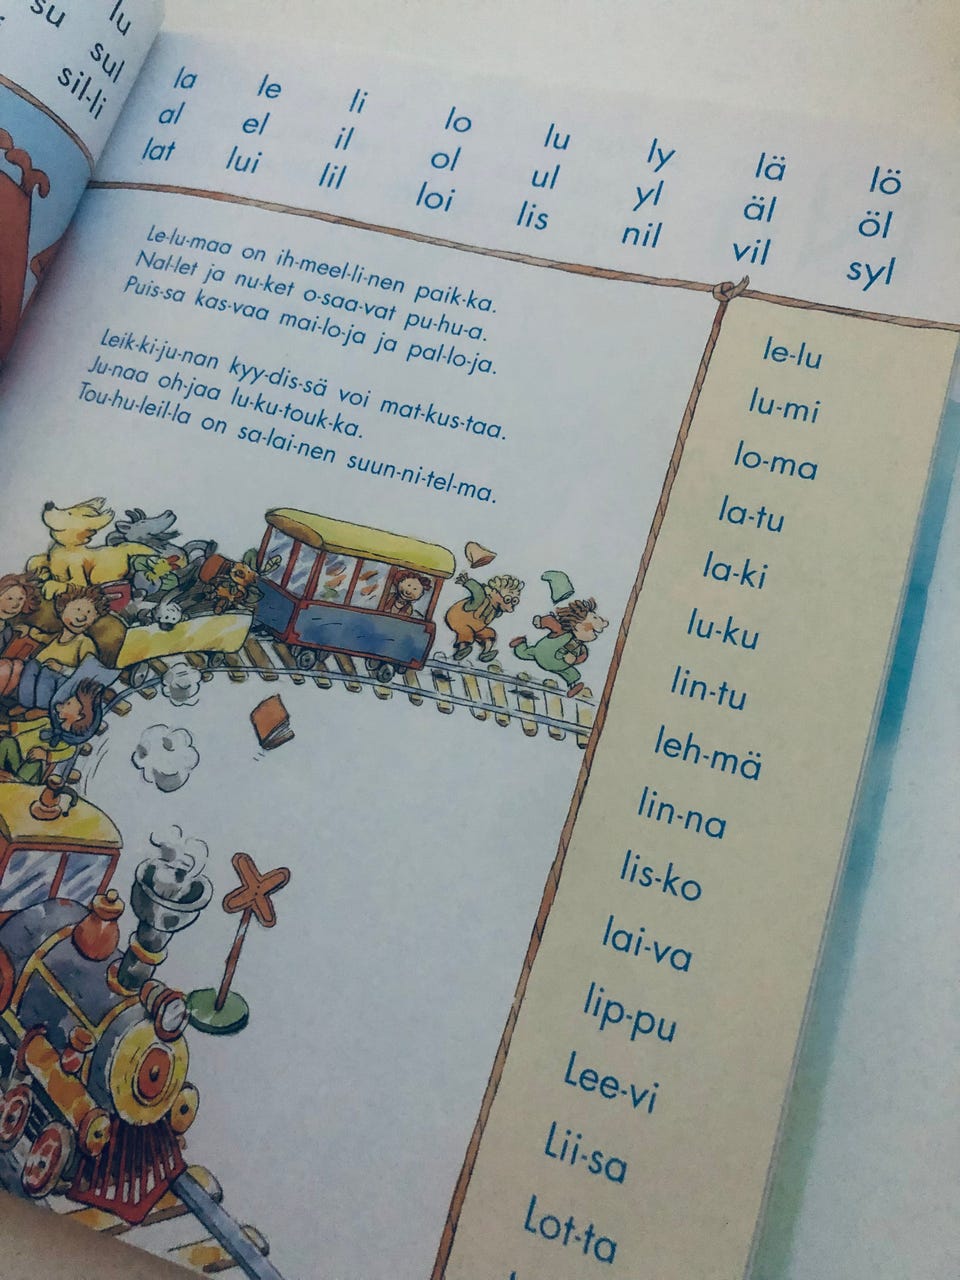 lu
su sul
sil-li
la le li lo lu ly lä lö
al el il ol ul yl äl öl
lat lui lil loi lis nil vil syl
Le-lu-maa on ih-meel-li-nen paik-ka.
Nal-let ja nu-ket o-saa-vat pu-hu-a.
Puis-sa kas-vaa mai-lo-ja ja pal-lo-ja.
Leik-ki-ju-nan kyy-dis-sä voi mat-kus-taa.
Ju-naa oh-jaa lu-ku-touk-ka.
Tou-hu-leil-la on sa-lai-nen suun-ni-tel-ma.
le-lu
lu-mi
lo-ma
la-tu
la-ki
lu-ku
lin-tu
leh-mä
lin-na
lis-ko
lai-va
lip-pu
Lee-vi
Lii-sa
Lot-ta